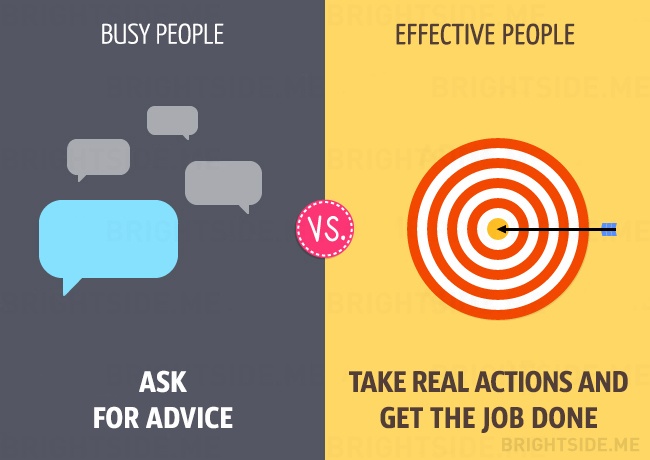 BUSY PEOPLE
EFFECTIVE PEOPLE
VS.
ASK
FOR ADVICE
TAKE REAL ACTIONS AND
GET THE JOB DONE
BRIGHTSIDE.ME